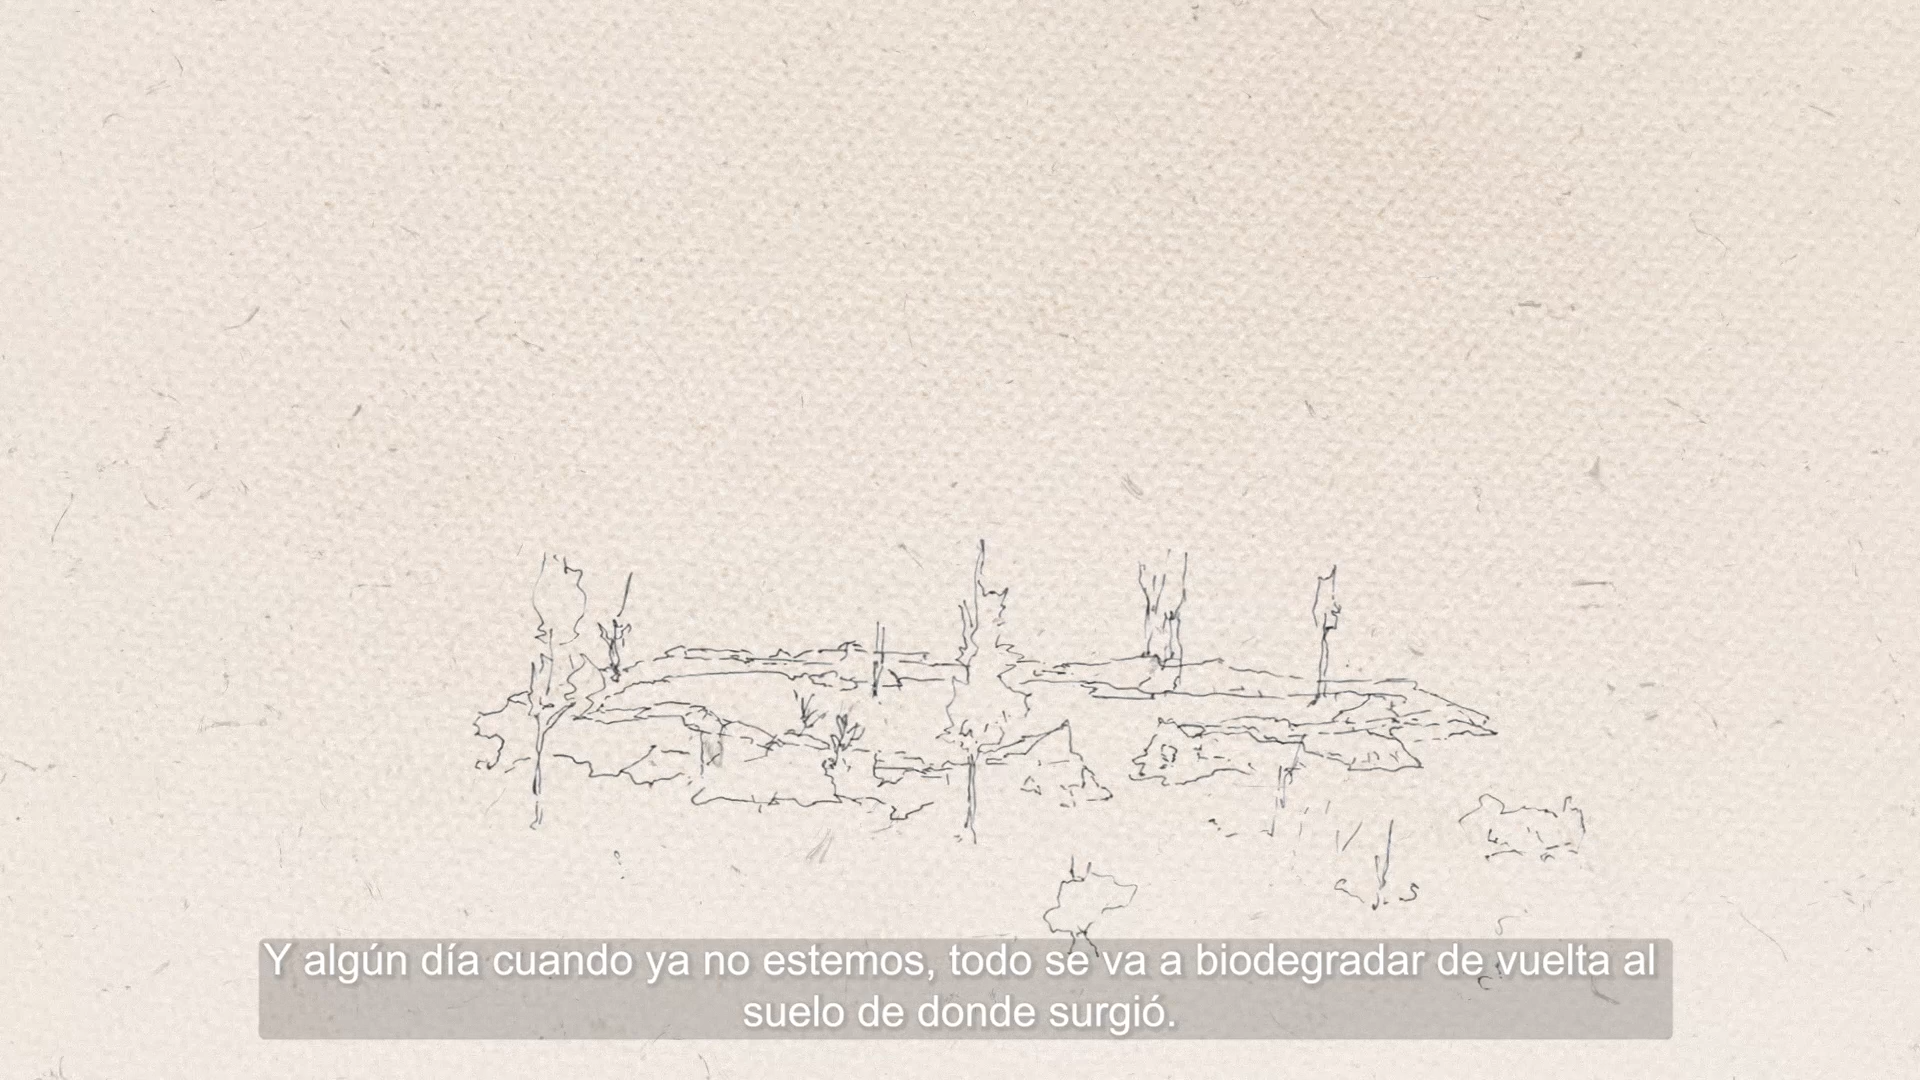 Y algún día cuando ya no estemos, todo se va a biodegradar de vuelta al
suelo de donde surgió.